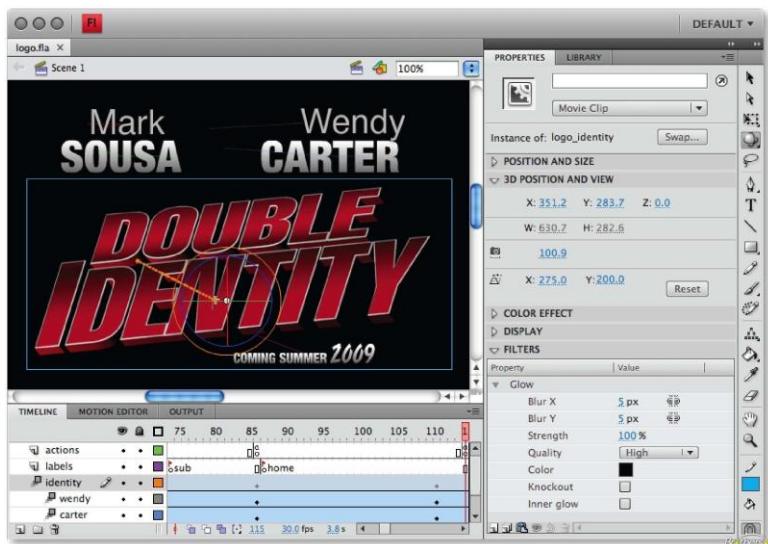 Fl
DEFAULT
logo.fla ×
Scene 1
100%
Mark
SOUSA
Wendy
CARTER
DOUBLE
IDENTITY
COMING SUMMER 2009
TIMELINE MOTION EDITOR OUTPUT
75 80 85 90 95 100 105 110
actions
labels sub home
identity
wendy
carter
115 30.0 fps 3.8 s
PROPERTIES LIBRARY
Movie Clip
Instance of: logo_identity Swap...
POSITION AND SIZE
3D POSITION AND VIEW
X: 351.2 Y: 283.7 Z: 0.0
W: 630.7 H: 282.6
100.9
X: 275.0 Y: 200.0
Reset
COLOR EFFECT
DISPLAY
FILTERS
Property Value
Glow
Blur X 5 px
Blur Y 5 px
Strength 100 %
Quality High
Color
Knockout
Inner glow
T